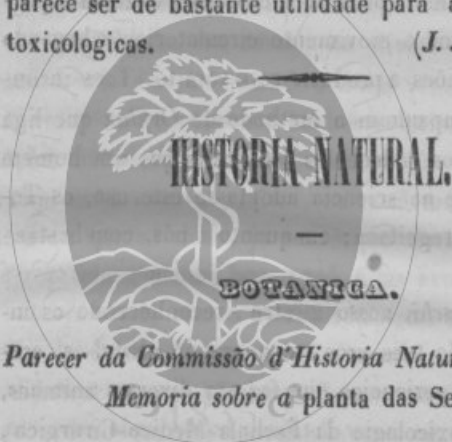 parece ser de bastante utilidade para a
toxicologicas. (J.
HISTORIA NATURAL.
BOTANICA.
Parecer da Commissão d'Historia Natur
Memoria sobre a planta das Se